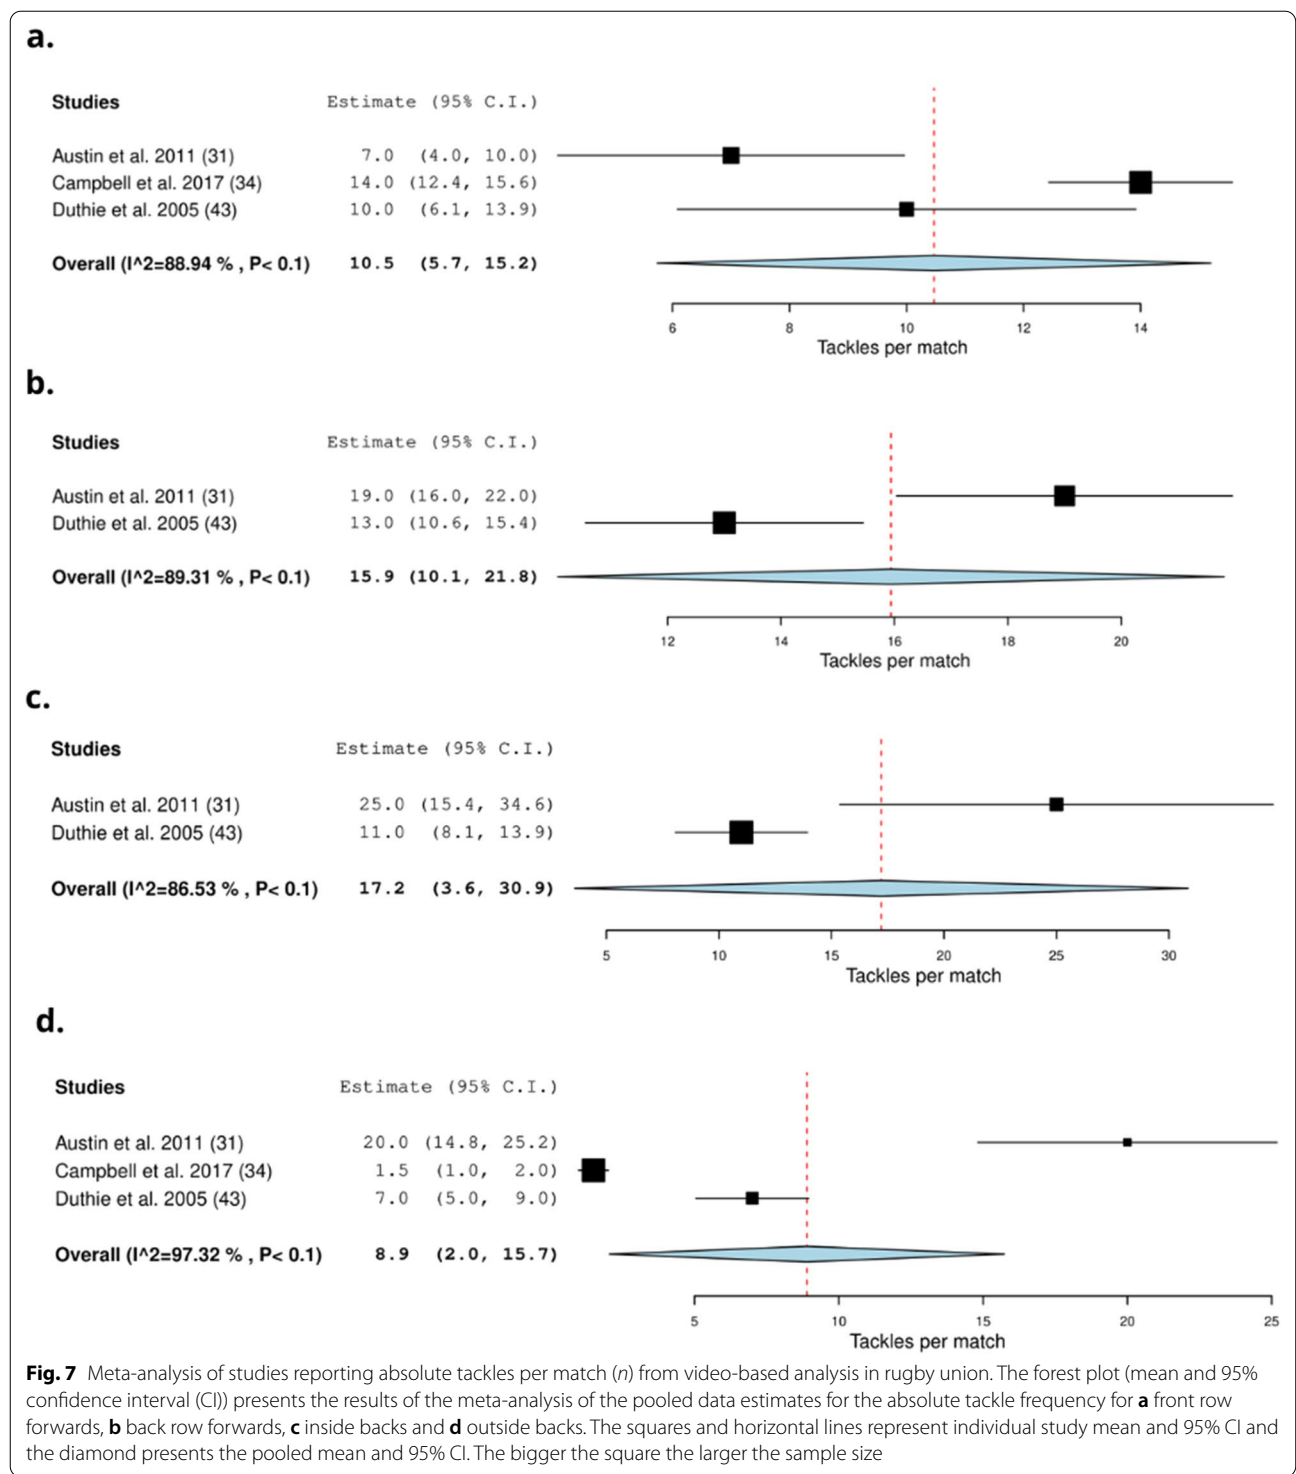 a.
Studies Estimate (95% C.I.)
Austin et al. 2011 (31) 7.0 (4.0, 10.0)
Campbell et al. 2017 (34) 14.0 (12.4, 15.6)
Duthie et al. 2005 (43) 10.0 (6.1, 13.9)
Overall (I^2=88.94 % , P< 0.1) 10.5 (5.7, 15.2)
6 8 10 12 14
Tackles per match
b.
Studies Estimate (95% C.I.)
Austin et al. 2011 (31) 19.0 (16.0, 22.0)
Duthie et al. 2005 (43) 13.0 (10.6, 15.4)
Overall (I^2=89.31 % , P< 0.1) 15.9 (10.1, 21.8)
12 14 16 18 20
Tackles per match
c.
Studies Estimate (95% C.I.)
Austin et al. 2011 (31) 25.0 (15.4, 34.6)
Duthie et al. 2005 (43) 11.0 (8.1, 13.9)
Overall (I^2=86.53 % , P< 0.1) 17.2 (3.6, 30.9)
5 10 15 20 25 30
Tackles per match
d.
Studies Estimate (95% C.I.)
Austin et al. 2011 (31) 20.0 (14.8, 25.2)
Campbell et al. 2017 (34) 1.5 (1.0, 2.0)
Duthie et al. 2005 (43) 7.0 (5.0, 9.0)
Overall (I^2=97.32 % , P< 0.1) 8.9 (2.0, 15.7)
5 10 15 20 25
Tackles per match
Fig. 7 Meta-analysis of studies reporting absolute tackles per match (n) from video-based analysis in rugby union. The forest plot (mean and 95%
confidence interval (CI)) presents the results of the meta-analysis of the pooled data estimates for the absolute tackle frequency for a front row
forwards, b back row forwards, c inside backs and d outside backs. The squares and horizontal lines represent individual study mean and 95% CI and
the diamond presents the pooled mean and 95% CI. The bigger the square the larger the sample size